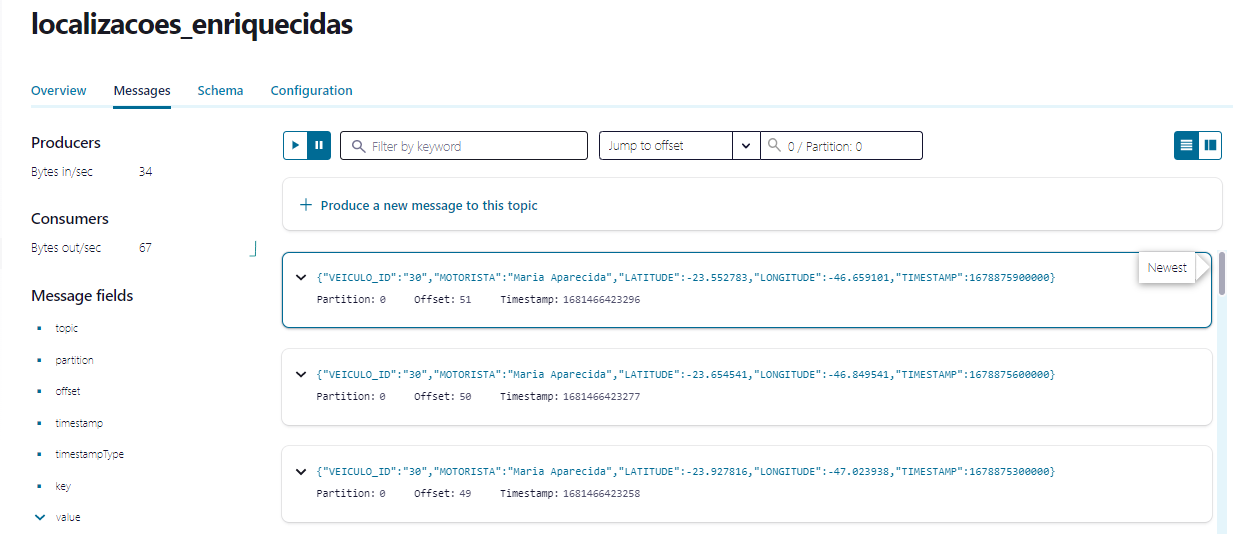 localizacoes_enriquecidas
Overview Messages Schema Configuration
Producers
Bytes in/sec 34
Consumers
Bytes out/sec 67
Message fields
topic
partition
offset
timestamp
timestampType
key
value
Filter by keyword Jump to offset 0 / Partition: 0
+ Produce a new message to this topic
Newest
{"VEICULO_ID":"30","MOTORISTA":"Maria Aparecida","LATITUDE":-23.552783,"LONGITUDE":-46.659101,"TIMESTAMP":1678875900000}
Partition: 0 Offset: 51 Timestamp: 1681466423296
{"VEICULO_ID":"30","MOTORISTA":"Maria Aparecida","LATITUDE":-23.654541,"LONGITUDE":-46.849541,"TIMESTAMP":1678875600000}
Partition: 0 Offset: 50 Timestamp: 1681466423277
{"VEICULO_ID":"30","MOTORISTA":"Maria Aparecida","LATITUDE":-23.927816,"LONGITUDE":-47.023938,"TIMESTAMP":1678875300000}
Partition: 0 Offset: 49 Timestamp: 1681466423258